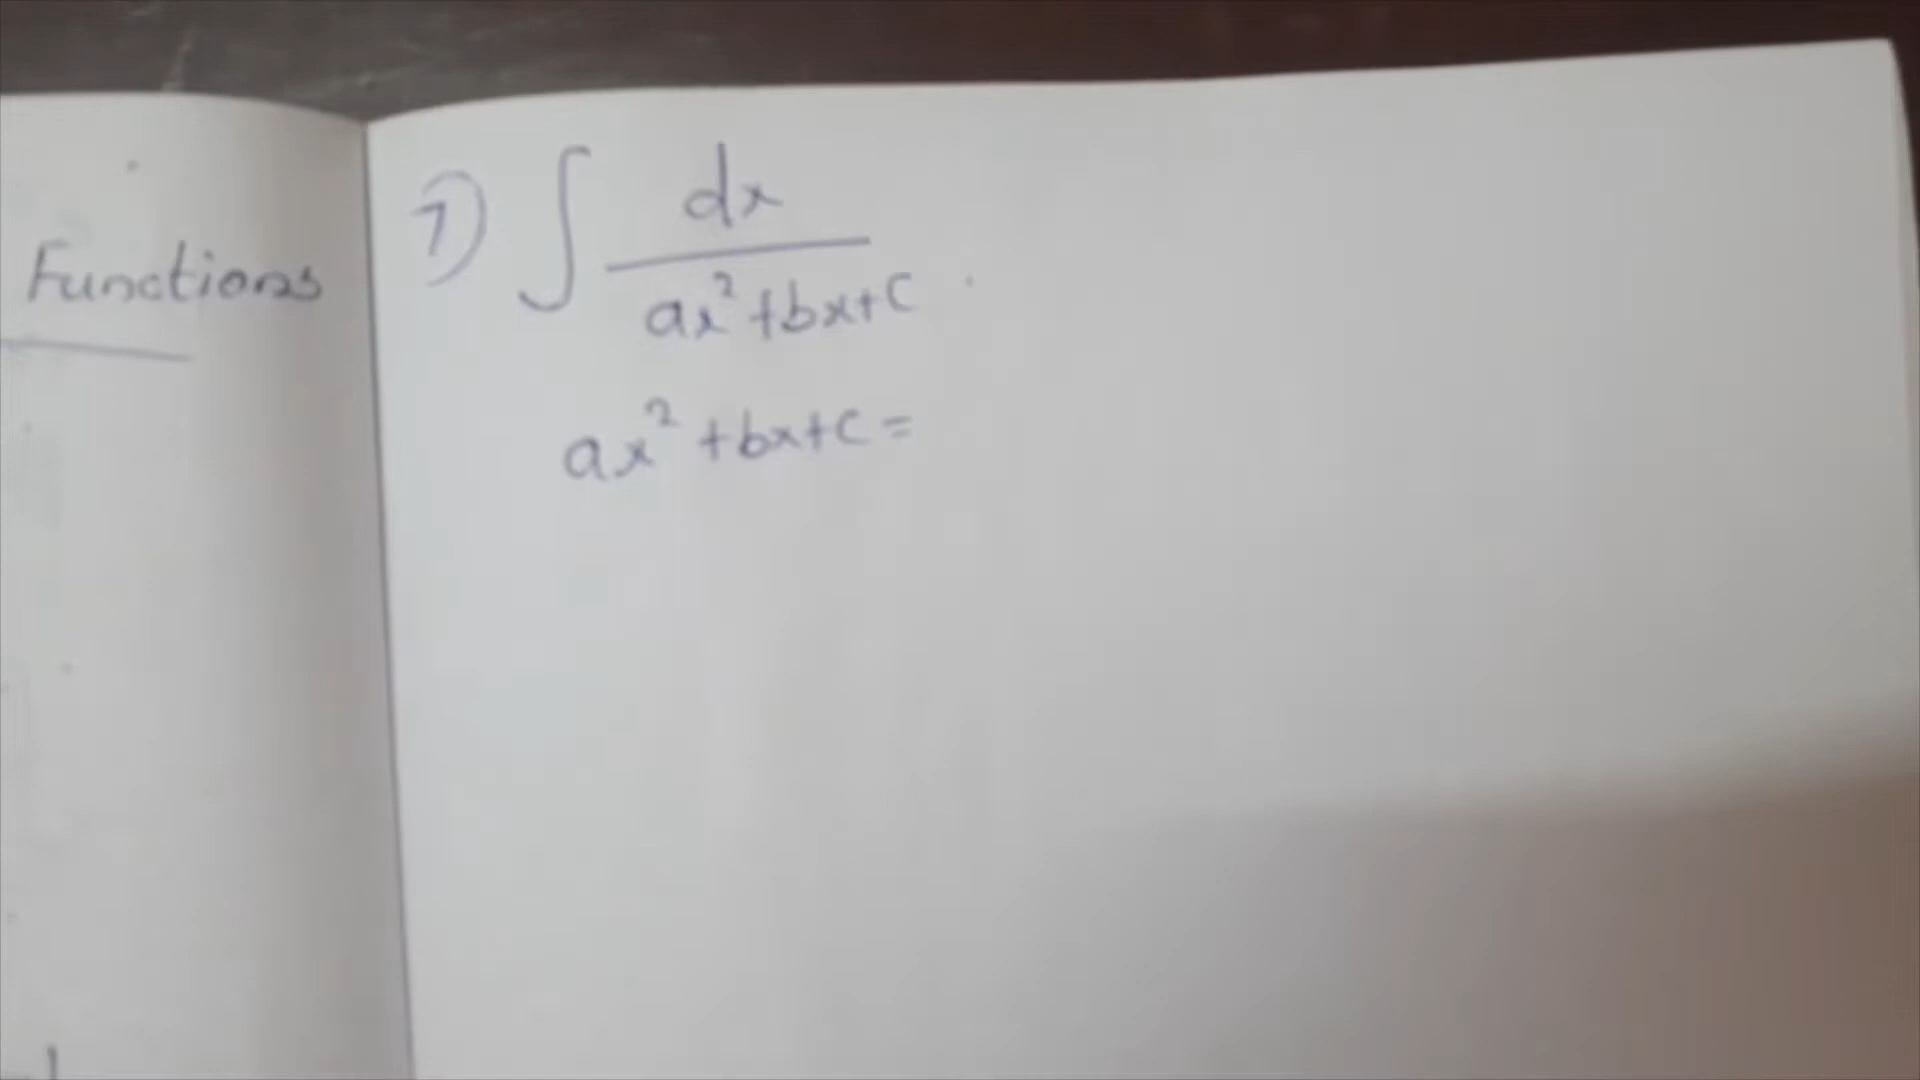 Functions
7) ∫ dx / ax² + bx + c .
ax² + bx + c =